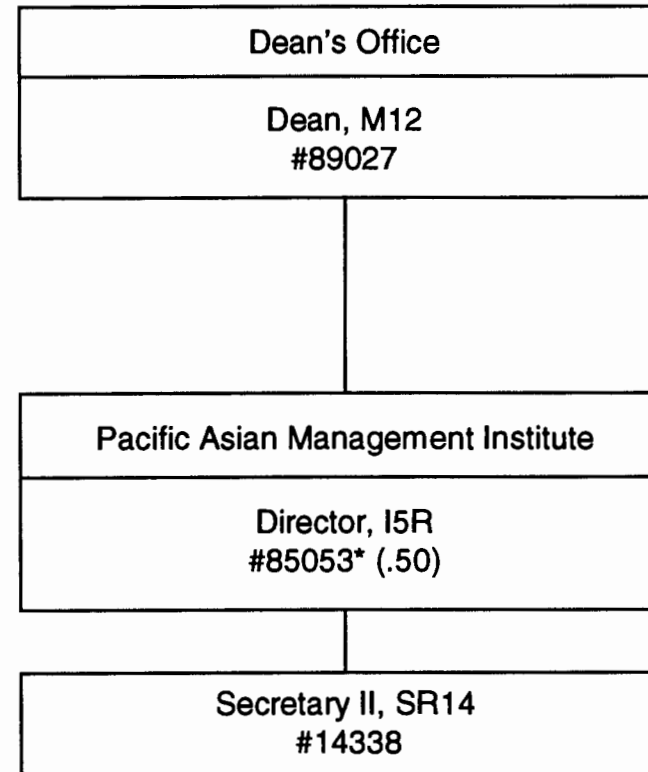 Dean's Office
Dean, M12
#89027
Pacific Asian Management Institute
Director, I5R
#85053* (.50)
Secretary II, SR14
#14338